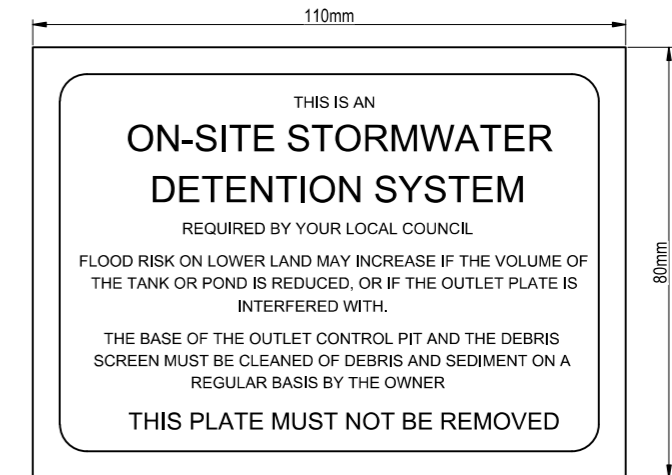 110mm
THIS IS AN
ON-SITE STORMWATER
DETENTION SYSTEM
REQUIRED BY YOUR LOCAL COUNCIL
FLOOD RISK ON LOWER LAND MAY INCREASE IF THE VOLUME OF
THE TANK OR POND IS REDUCED, OR IF THE OUTLET PLATE IS
INTERFERED WITH.
THE BASE OF THE OUTLET CONTROL PIT AND THE DEBRIS
SCREEN MUST BE CLEANED OF DEBRIS AND SEDIMENT ON A
REGULAR BASIS BY THE OWNER
THIS PLATE MUST NOT BE REMOVED
80mm